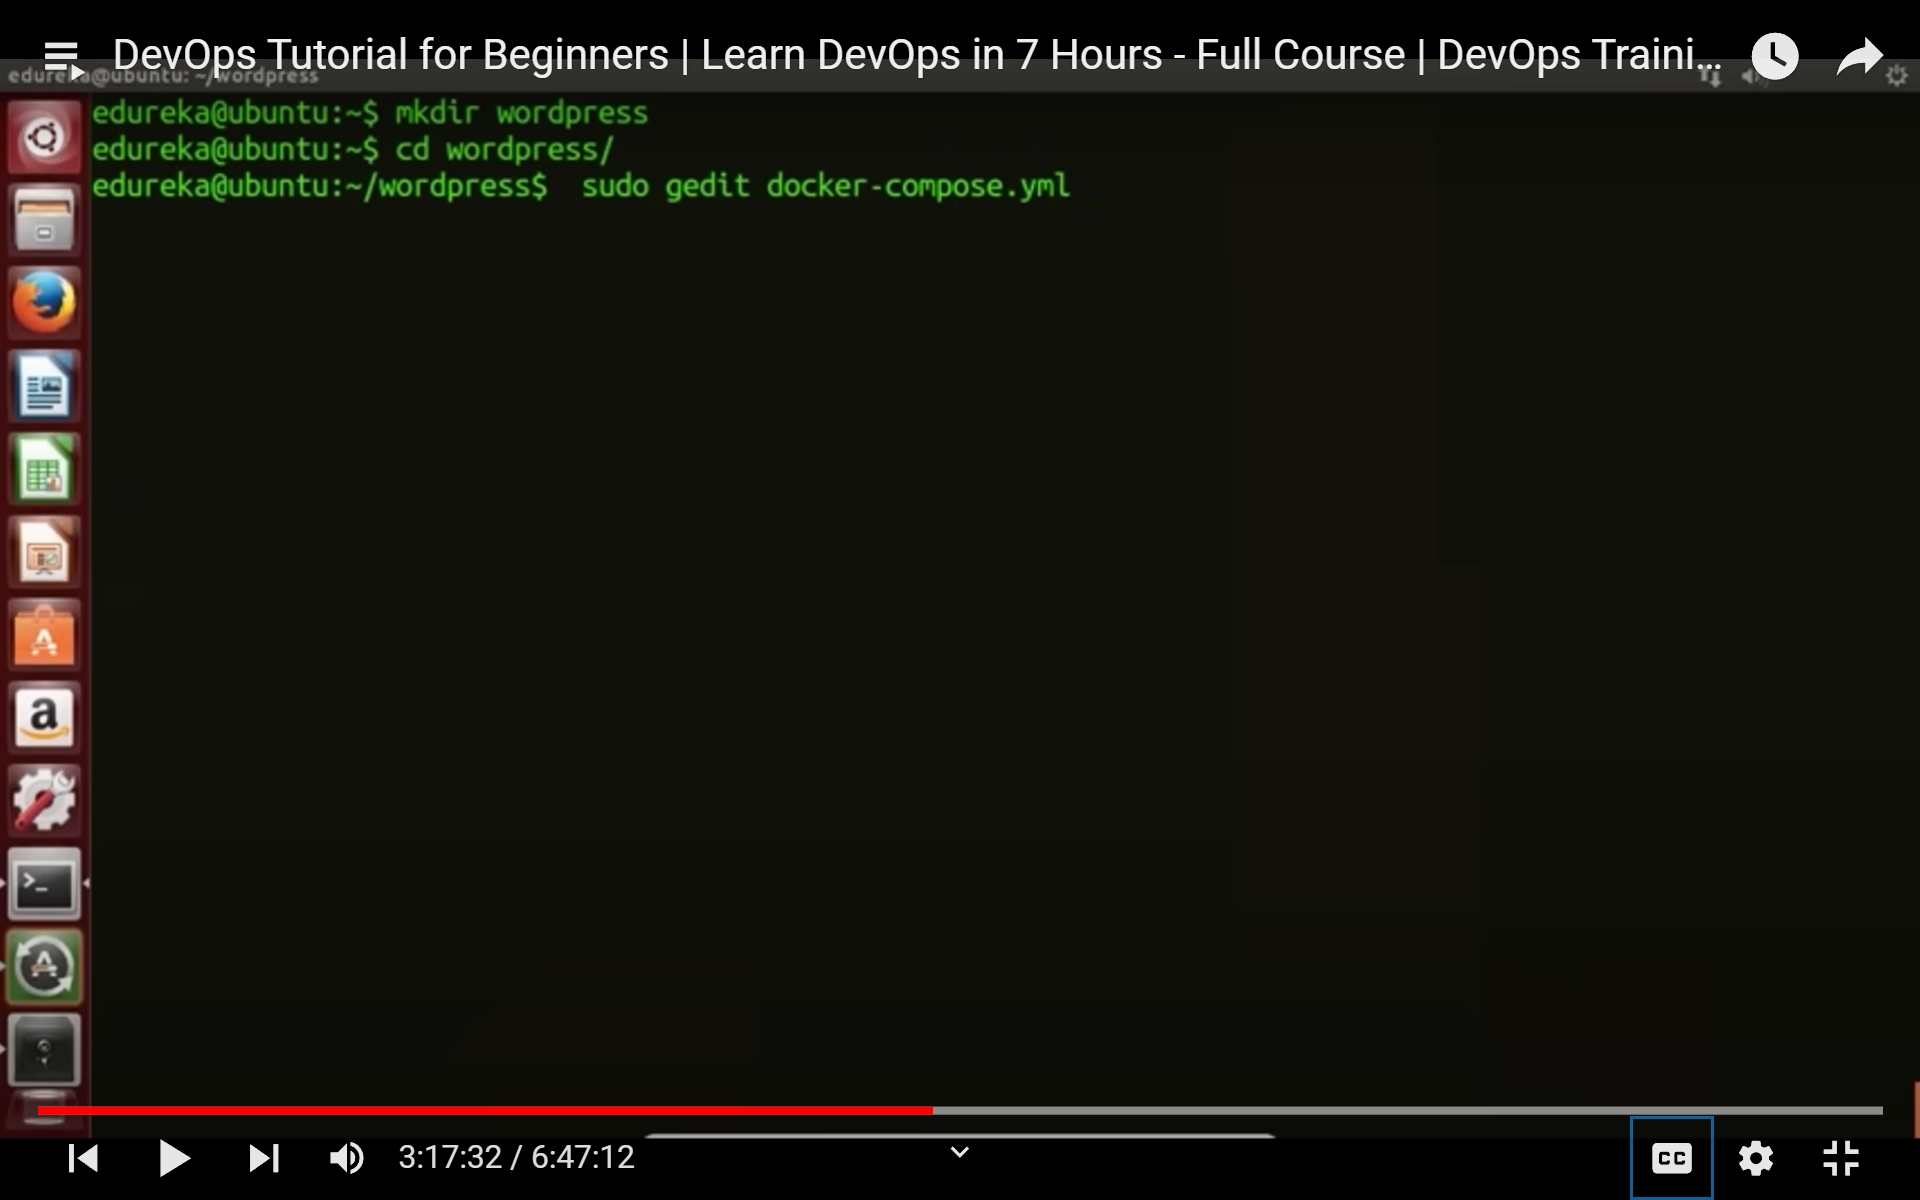 DevOps Tutorial for Beginners | Learn DevOps in 7 Hours - Full Course | DevOps Traini...
edureka@ubuntu: ~/wordpress
edureka@ubuntu:~$ mkdir wordpress
edureka@ubuntu:~$ cd wordpress/
edureka@ubuntu:~/wordpress$  sudo gedit docker-compose.yml
3:17:32 / 6:47:12
CC